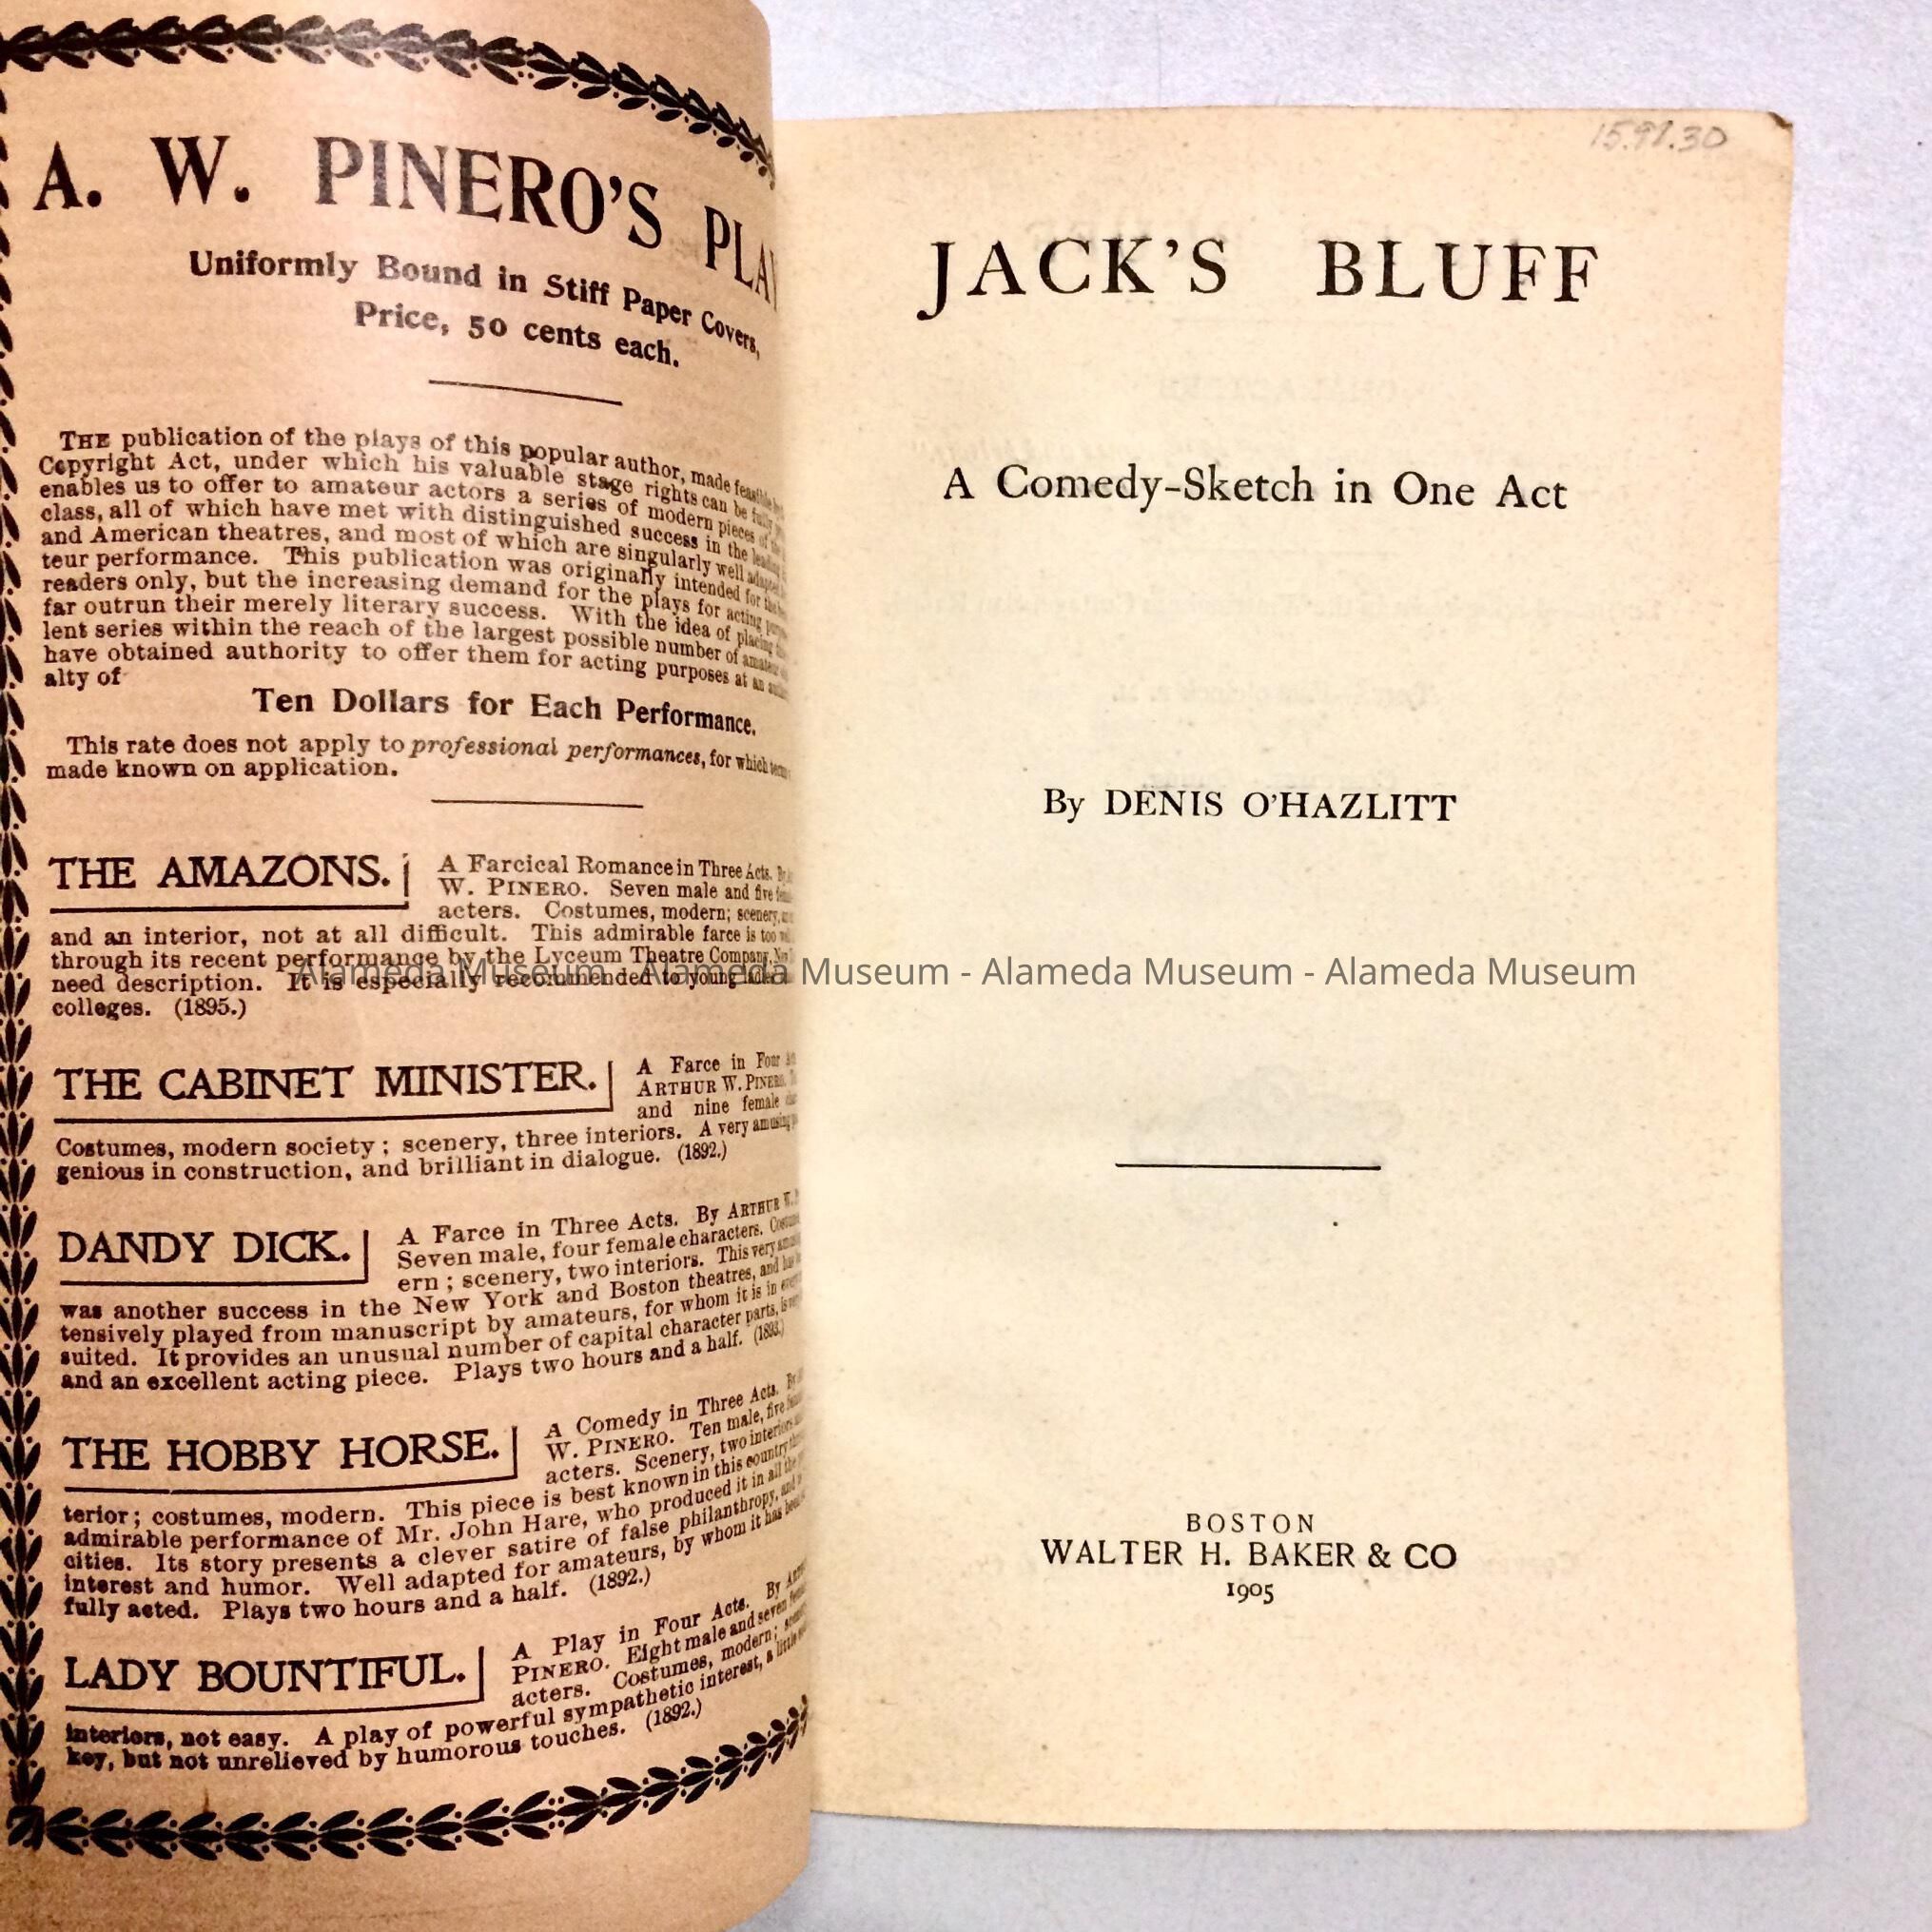 A. W. PINERO'S
Uniformly Bound in Stiff Paper Covers,
Price, 50 cents each.
THE publication of the plays of this popular author, made
Copyright Act, under which his valuable stage rights can be
enables us to offer to amateur actors a series of modern pieces of
class, all of which have met with distinguished success in the
and American theatres, and most of which are singularly well
teur performance. This publication was originally intended for
readers only, but the increasing demand for the plays for acting
far outrun their merely literary success. With the idea of placing
lent series within the reach of the largest possible number of
have obtained authority to offer them for acting purposes at an
alty of
Ten Dollars for Each Performance.
This rate does not apply to professional performances, for which
made known on application.
THE AMAZONS.
A Farcical Romance in Three Acts.
W. PINERO. Seven male and five
acters. Costumes, modern; scenery,
and an interior, not at all difficult. This admirable farce is too
through its recent performance by the Lyceum Theatre Company,
need description. It is especially recommended to young
colleges. (1895.)
THE CABINET MINISTER.
A Farce in Four
ARTHUR W.
and nine female
Costumes, modern society; scenery, three interiors. A very
genious in construction, and brilliant in dialogue. (1892.)
DANDY DICK.
A Farce in Three Acts. By ARTHUR W.
Seven male, four female characters.
ern; scenery, two interiors. This very
was another success in the New York and Boston theatres, and
tensively played from manuscript by amateurs, for whom it is in
suited. It provides an unusual number of capital character parts, is
and an excellent acting piece. Plays two hours and a half. (1893.)
THE HOBBY HORSE.
A Comedy in Three Acts.
W. PINERO. Ten male, five
acters. Scenery, two interiors
terior; costumes, modern. This piece is best known in this country
admirable performance of Mr. John Hare, who produced it in all the
cities. Its story presents a clever satire of false philanthropy, and
interest and humor. Well adapted for amateurs, by whom it has
fully acted. Plays two hours and a half. (1892.)
LADY BOUNTIFUL.
A Play in Four Acts. By
PINERO. Eight male and seven
acters. Costumes, modern;
interiors, not easy. A play of powerful sympathetic interest, a little
key, but not unrelieved by humorous touches. (1892.)
15.91.30
JACK'S BLUFF
A Comedy-Sketch in One Act
By DENIS O'HAZLITT
Alameda Museum - Alameda Museum - Alameda Museum - Alameda Museum
BOSTON
WALTER H. BAKER & CO
1905